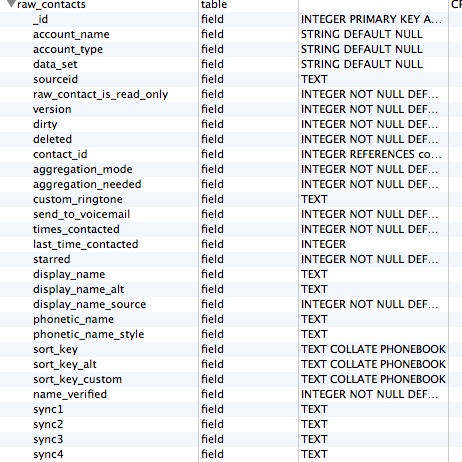 raw_contacts table CR
_id field INTEGER PRIMARY KEY A...
account_name field STRING DEFAULT NULL
account_type field STRING DEFAULT NULL
data_set field STRING DEFAULT NULL
sourceid field TEXT
raw_contact_is_read_only field INTEGER NOT NULL DEF...
version field INTEGER NOT NULL DEF...
dirty field INTEGER NOT NULL DEF...
deleted field INTEGER NOT NULL DEF...
contact_id field INTEGER REFERENCES co...
aggregation_mode field INTEGER NOT NULL DEF...
aggregation_needed field INTEGER NOT NULL DEF...
custom_ringtone field TEXT
send_to_voicemail field INTEGER NOT NULL DEF...
times_contacted field INTEGER NOT NULL DEF...
last_time_contacted field INTEGER
starred field INTEGER NOT NULL DEF...
display_name field TEXT
display_name_alt field TEXT
display_name_source field INTEGER NOT NULL DEF...
phonetic_name field TEXT
phonetic_name_style field TEXT
sort_key field TEXT COLLATE PHONEBOOK
sort_key_alt field TEXT COLLATE PHONEBOOK
sort_key_custom field TEXT COLLATE PHONEBOOK
name_verified field INTEGER NOT NULL DEF...
sync1 field TEXT
sync2 field TEXT
sync3 field TEXT
sync4 field TEXT